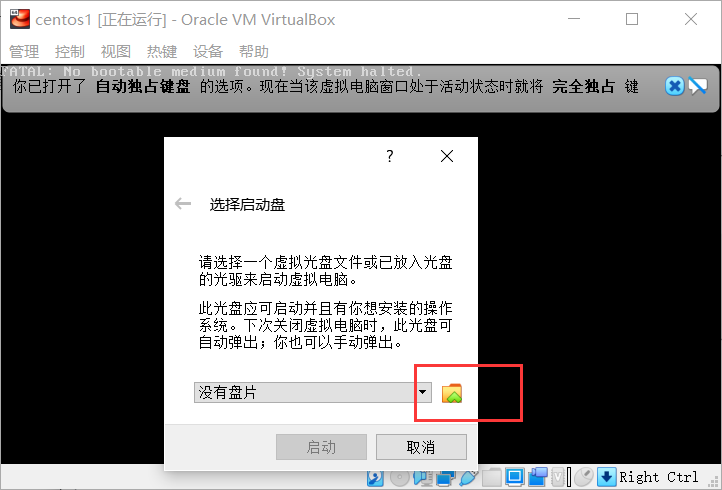 centos1 [正在运行] - Oracle VM VirtualBox
管理 控制 视图 热键 设备 帮助
FATAL: No bootable medium found! System halted.
你已打开了 自动独占键盘 的选项。现在当该虚拟电脑窗口处于活动状态时就将 完全独占 键
?
选择启动盘
请选择一个虚拟光盘文件或已放入光盘
的光驱来启动虚拟电脑。
此光盘应可启动并且有你想安装的操作
系统。下次关闭虚拟电脑时，此光盘可
自动弹出；你也可以手动弹出。
没有盘片
启动 取消
Right Ctrl